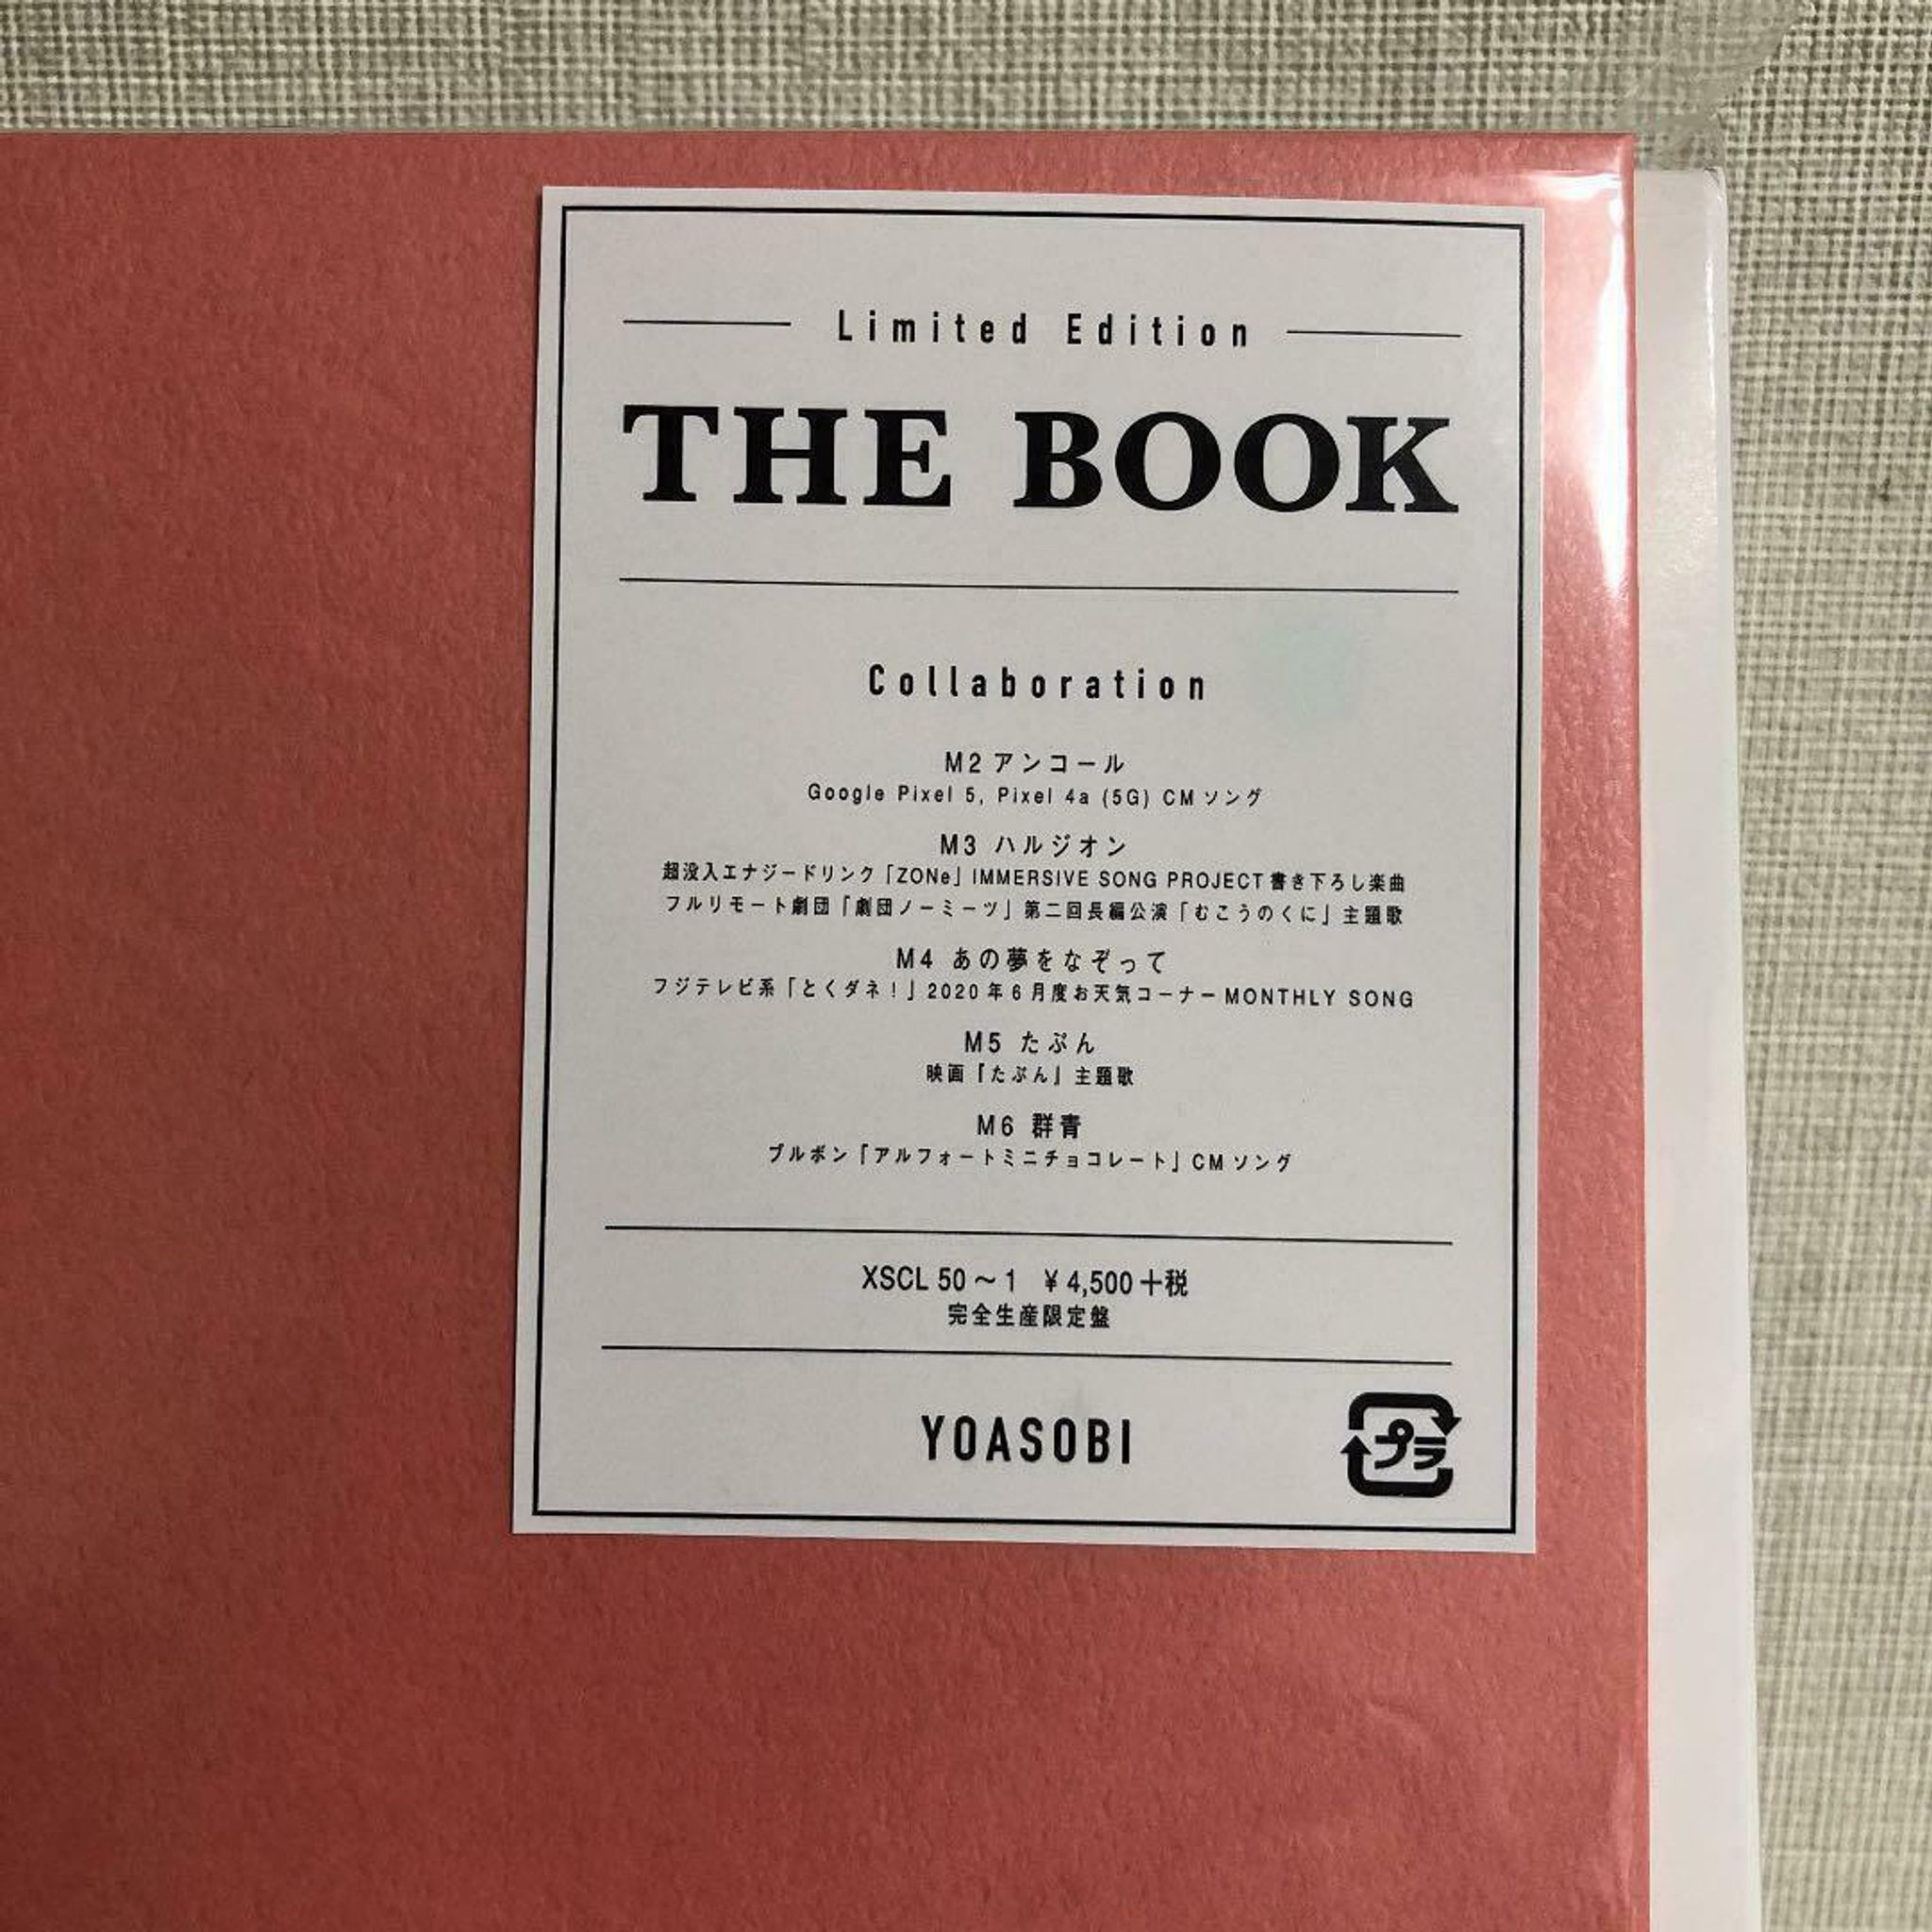 Limited Edition
THE BOOK
Collaboration
M2 アンコール
Google Pixel 5, Pixel 4a (5G) CM ソング
M3 ハルジオン
超没入エナジードリンク「ZONe」IMMERSIVE SONG PROJECT 書き下ろし楽曲
フルリモート劇団「劇団ノーミーツ」第二回長編公演「むこうのくに」主題歌
M4 あの夢をなぞって
フジテレビ系「とくダネ！」2020年6月度お天気コーナー MONTHLY SONG
M5 たぶん
映画『たぶん』主題歌
M6 群青
ブルボン「アルフォートミニチョコレート」CM ソング
XSCL 50～1 ¥4,500＋税
完全生産限定盤
YOASOBI
プラ